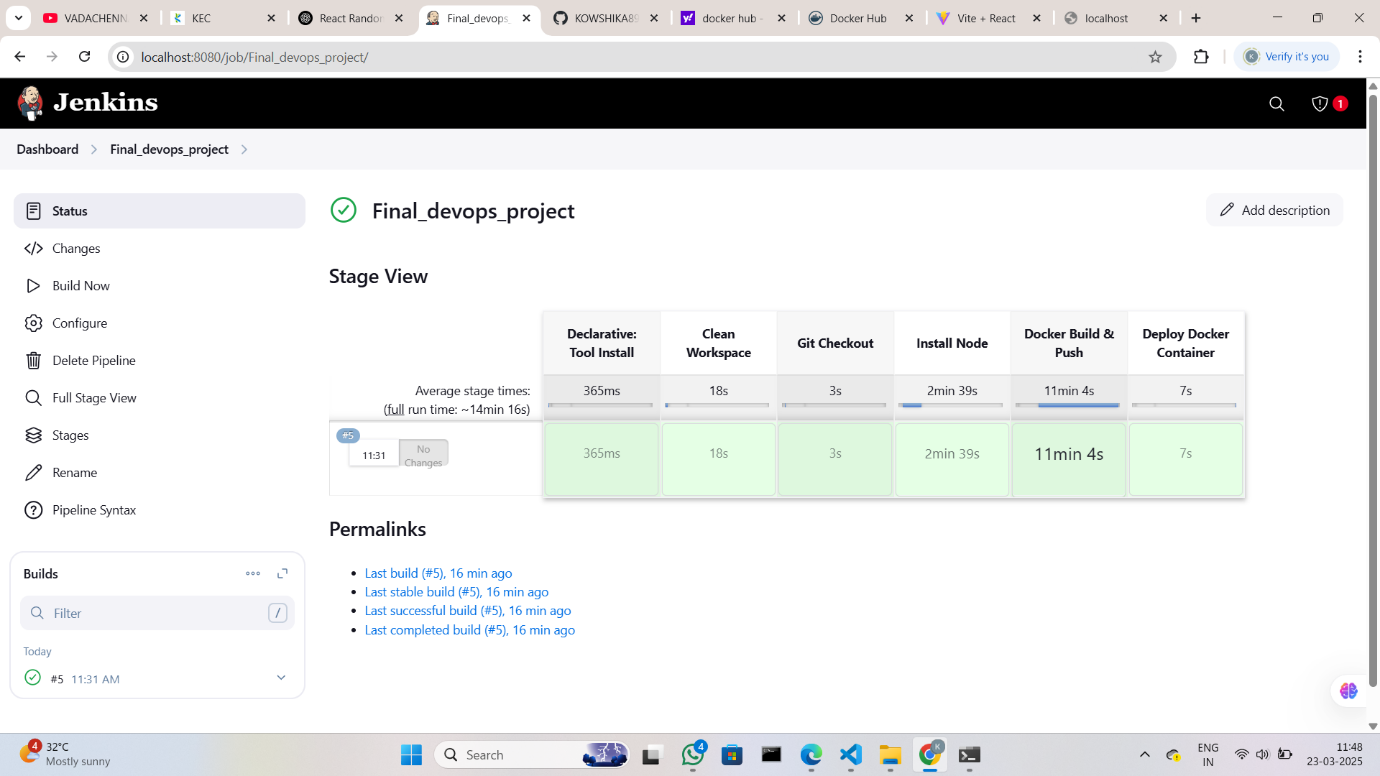 VADACHENN
KEC
React Randor
Final_devops_
KOWSHIKA89
docker hub -
Docker Hub
Vite + React
localhost
localhost:8080/job/Final_devops_project/
K
Verify it's you
Jenkins
1
Dashboard
Final_devops_project
Status
Changes
Build Now
Configure
Delete Pipeline
Full Stage View
Stages
Rename
Pipeline Syntax
Builds
Filter
/
Today
#5 11:31 AM
Final_devops_project
Add description
Stage View
Declarative:
Tool Install
Clean
Workspace
Git Checkout
Install Node
Docker Build &
Push
Deploy Docker
Container
Average stage times:
(full run time: ~14min 16s)
365ms
18s
3s
2min 39s
11min 4s
7s
#5
11:31
No
Changes
365ms
18s
3s
2min 39s
11min 4s
7s
Permalinks
Last build (#5), 16 min ago
Last stable build (#5), 16 min ago
Last successful build (#5), 16 min ago
Last completed build (#5), 16 min ago
4
32°C
Mostly sunny
Search
4
K
ENG
IN
11:48
23-03-2025